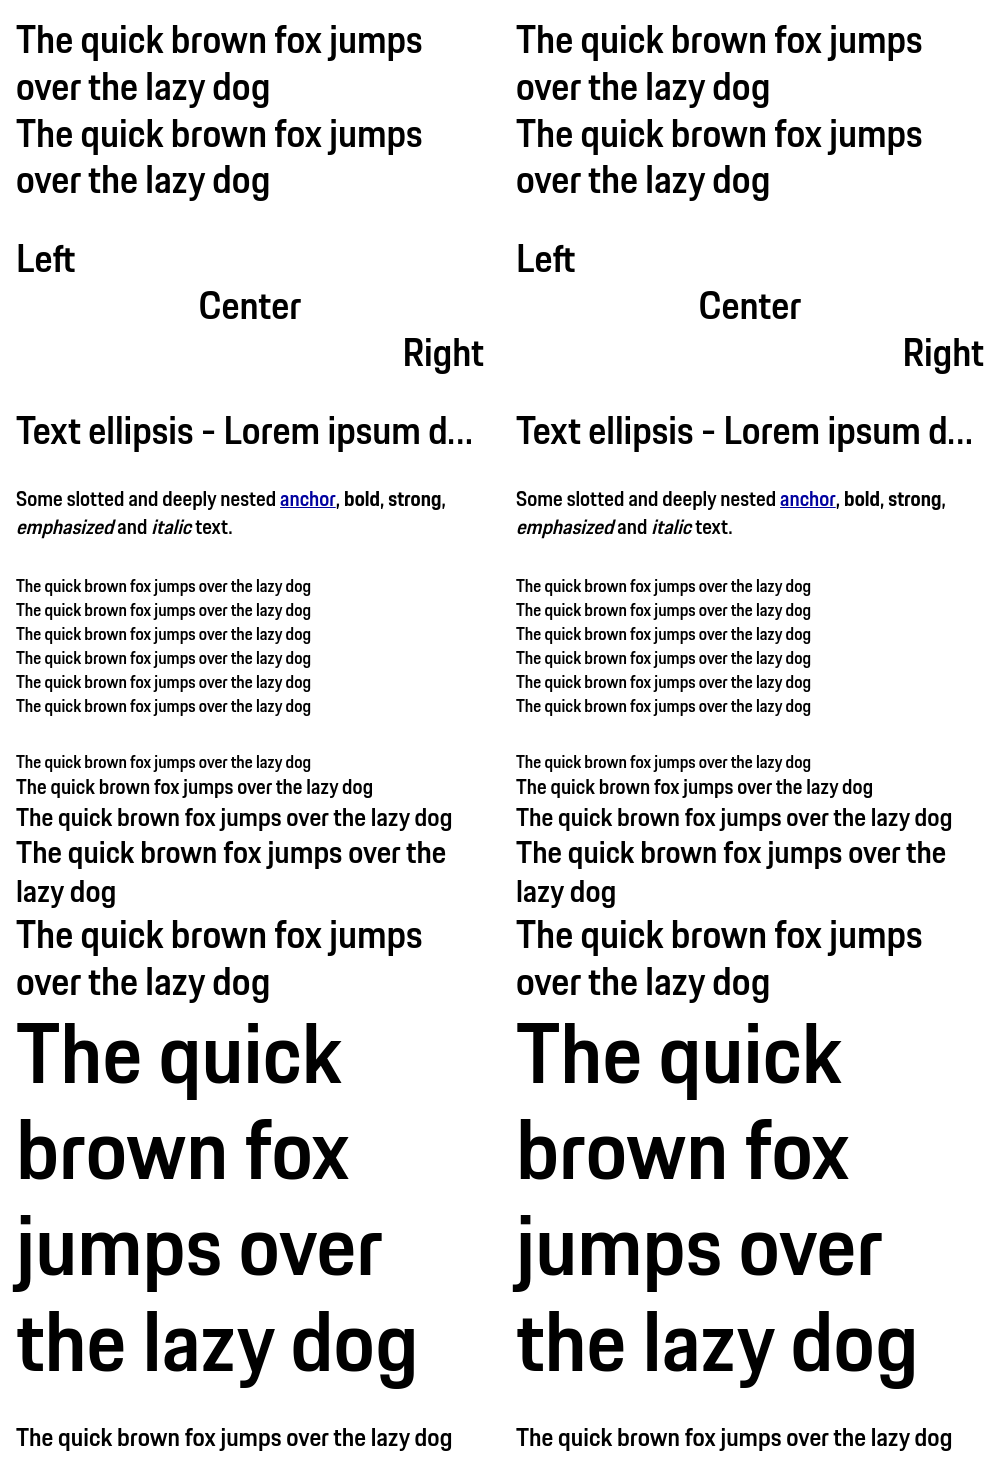 The quick brown fox jumps
over the lazy dog
The quick brown fox jumps
over the lazy dog
Left
Center
Right
Text ellipsis - Lorem ipsum d...
Some slotted and deeply nested anchor, bold, strong,
emphasized and italic text.
The quick brown fox jumps over the lazy dog
The quick brown fox jumps over the lazy dog
The quick brown fox jumps over the lazy dog
The quick brown fox jumps over the lazy dog
The quick brown fox jumps over the lazy dog
The quick brown fox jumps over the lazy dog
The quick brown fox jumps over the lazy dog
The quick brown fox jumps over the lazy dog
The quick brown fox jumps over the lazy dog
The quick brown fox jumps over the
lazy dog
The quick brown fox jumps
over the lazy dog
The quick
brown fox
jumps over
the lazy dog
The quick brown fox jumps over the lazy dog
The quick brown fox jumps
over the lazy dog
The quick brown fox jumps
over the lazy dog
Left
Center
Right
Text ellipsis - Lorem ipsum d...
Some slotted and deeply nested anchor, bold, strong,
emphasized and italic text.
The quick brown fox jumps over the lazy dog
The quick brown fox jumps over the lazy dog
The quick brown fox jumps over the lazy dog
The quick brown fox jumps over the lazy dog
The quick brown fox jumps over the lazy dog
The quick brown fox jumps over the lazy dog
The quick brown fox jumps over the lazy dog
The quick brown fox jumps over the lazy dog
The quick brown fox jumps over the lazy dog
The quick brown fox jumps over the
lazy dog
The quick brown fox jumps
over the lazy dog
The quick
brown fox
jumps over
the lazy dog
The quick brown fox jumps over the lazy dog